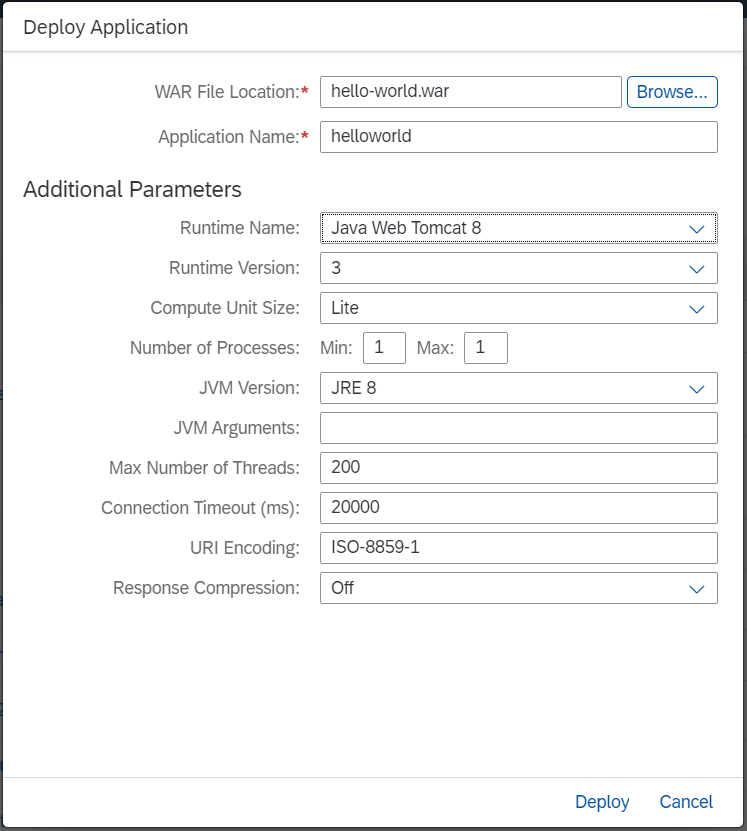 Deploy Application
WAR File Location:* hello-world.war Browse...
Application Name:* helloworld
Additional Parameters
Runtime Name: Java Web Tomcat 8
Runtime Version: 3
Compute Unit Size: Lite
Number of Processes: Min: 1 Max: 1
JVM Version: JRE 8
JVM Arguments:
Max Number of Threads: 200
Connection Timeout (ms): 20000
URI Encoding: ISO-8859-1
Response Compression: Off
Deploy Cancel